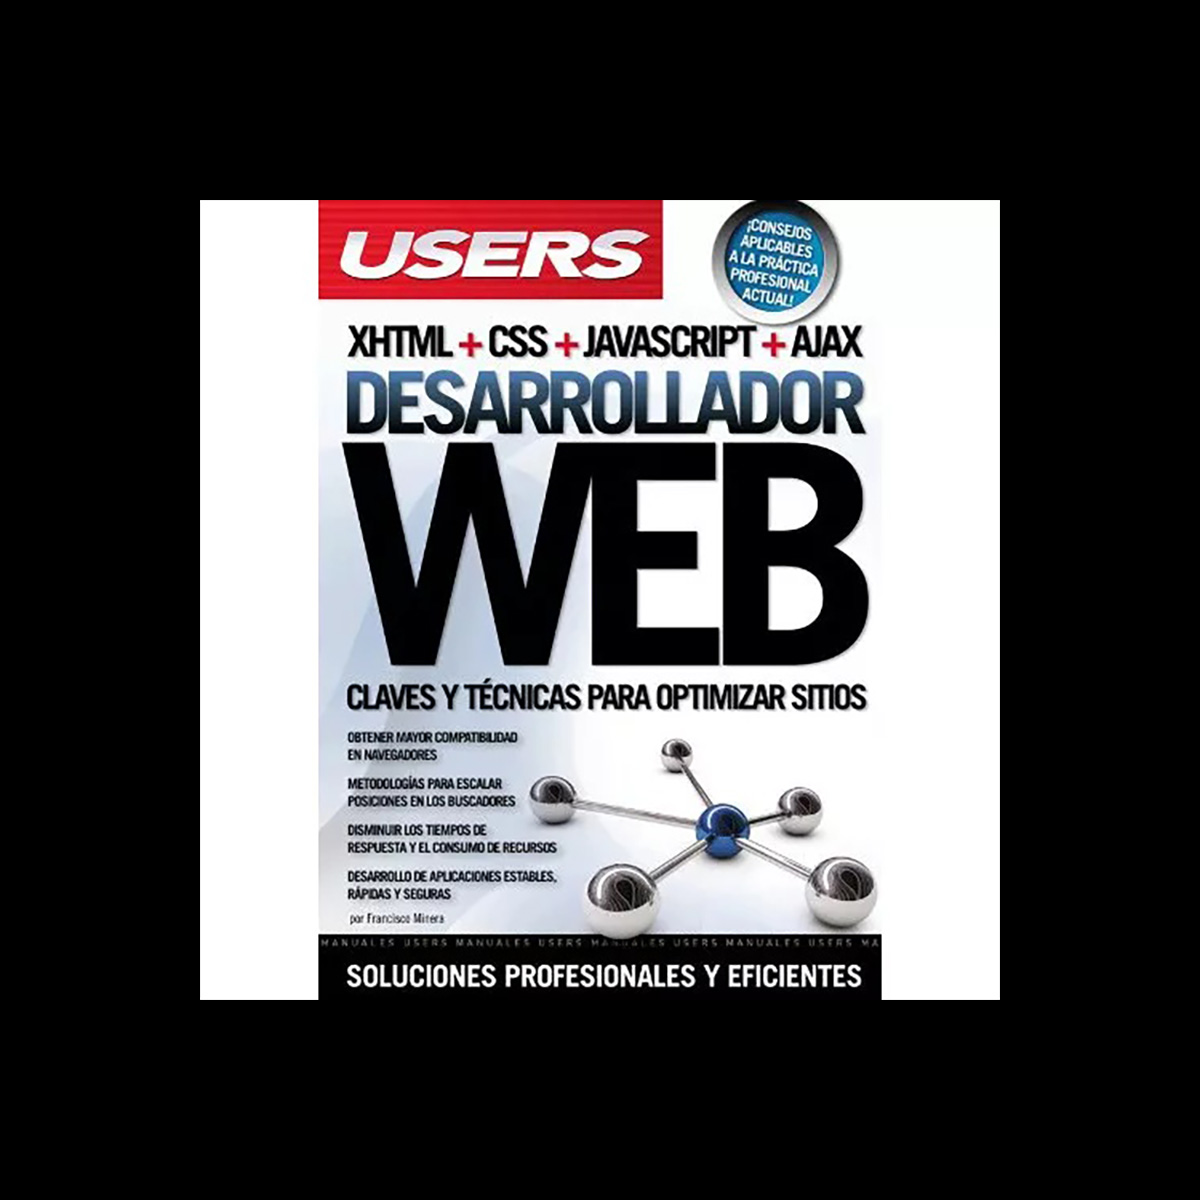 USERS
¡CONSEJOS
APLICABLES
A LA PRÁCTICA
PROFESIONAL
ACTUAL!
XHTML + CSS + JAVASCRIPT + AJAX
DESARROLLADOR
WEB
CLAVES Y TÉCNICAS PARA OPTIMIZAR SITIOS
OBTENER MAYOR COMPATIBILIDAD
EN NAVEGADORES
METODOLOGÍAS PARA ESCALAR
POSICIONES EN LOS BUSCADORES
DISMINUIR LOS TIEMPOS DE
RESPUESTA Y EL CONSUMO DE RECURSOS
DESARROLLO DE APLICACIONES ESTABLES,
RÁPIDAS Y SEGURAS
por Francisco Minera
MANUALES USERS MANUALES USERS MANUALES USERS MANUALES USERS MA
SOLUCIONES PROFESIONALES Y EFICIENTES